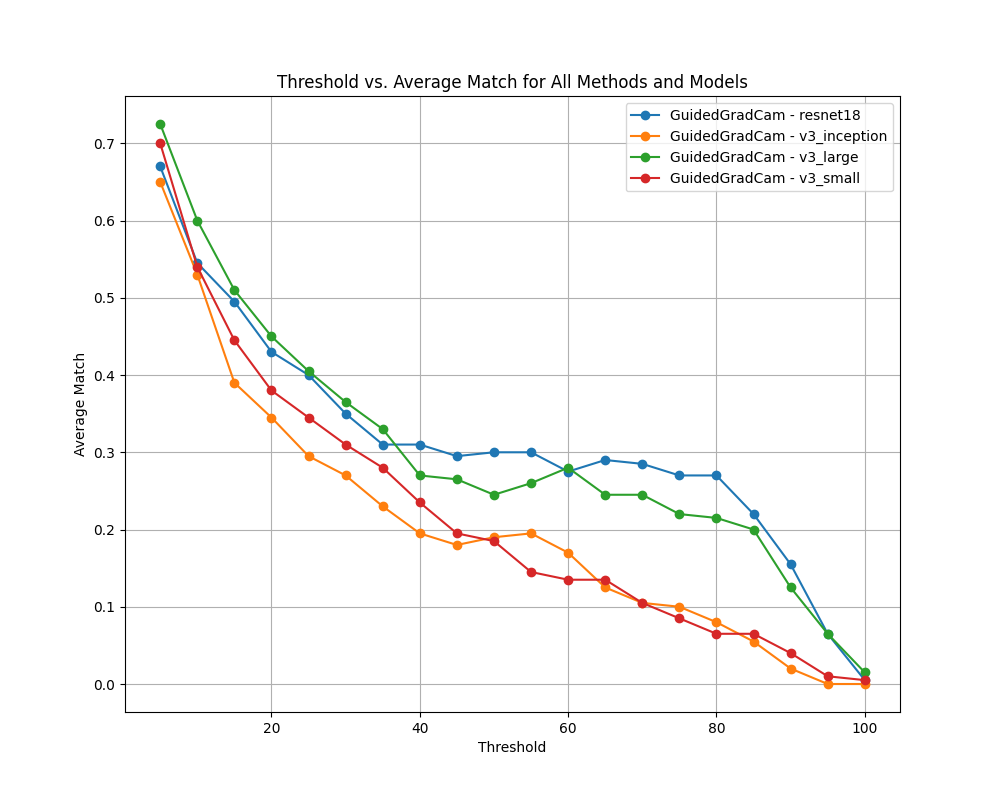 Threshold vs. Average Match for All Methods and Models
GuidedGradCam - resnet18
GuidedGradCam - v3_inception
GuidedGradCam - v3_large
GuidedGradCam - v3_small
0.7
0.6
0.5
0.4
0.3
0.2
0.1
0.0
Average Match
20
40
60
80
100
Threshold